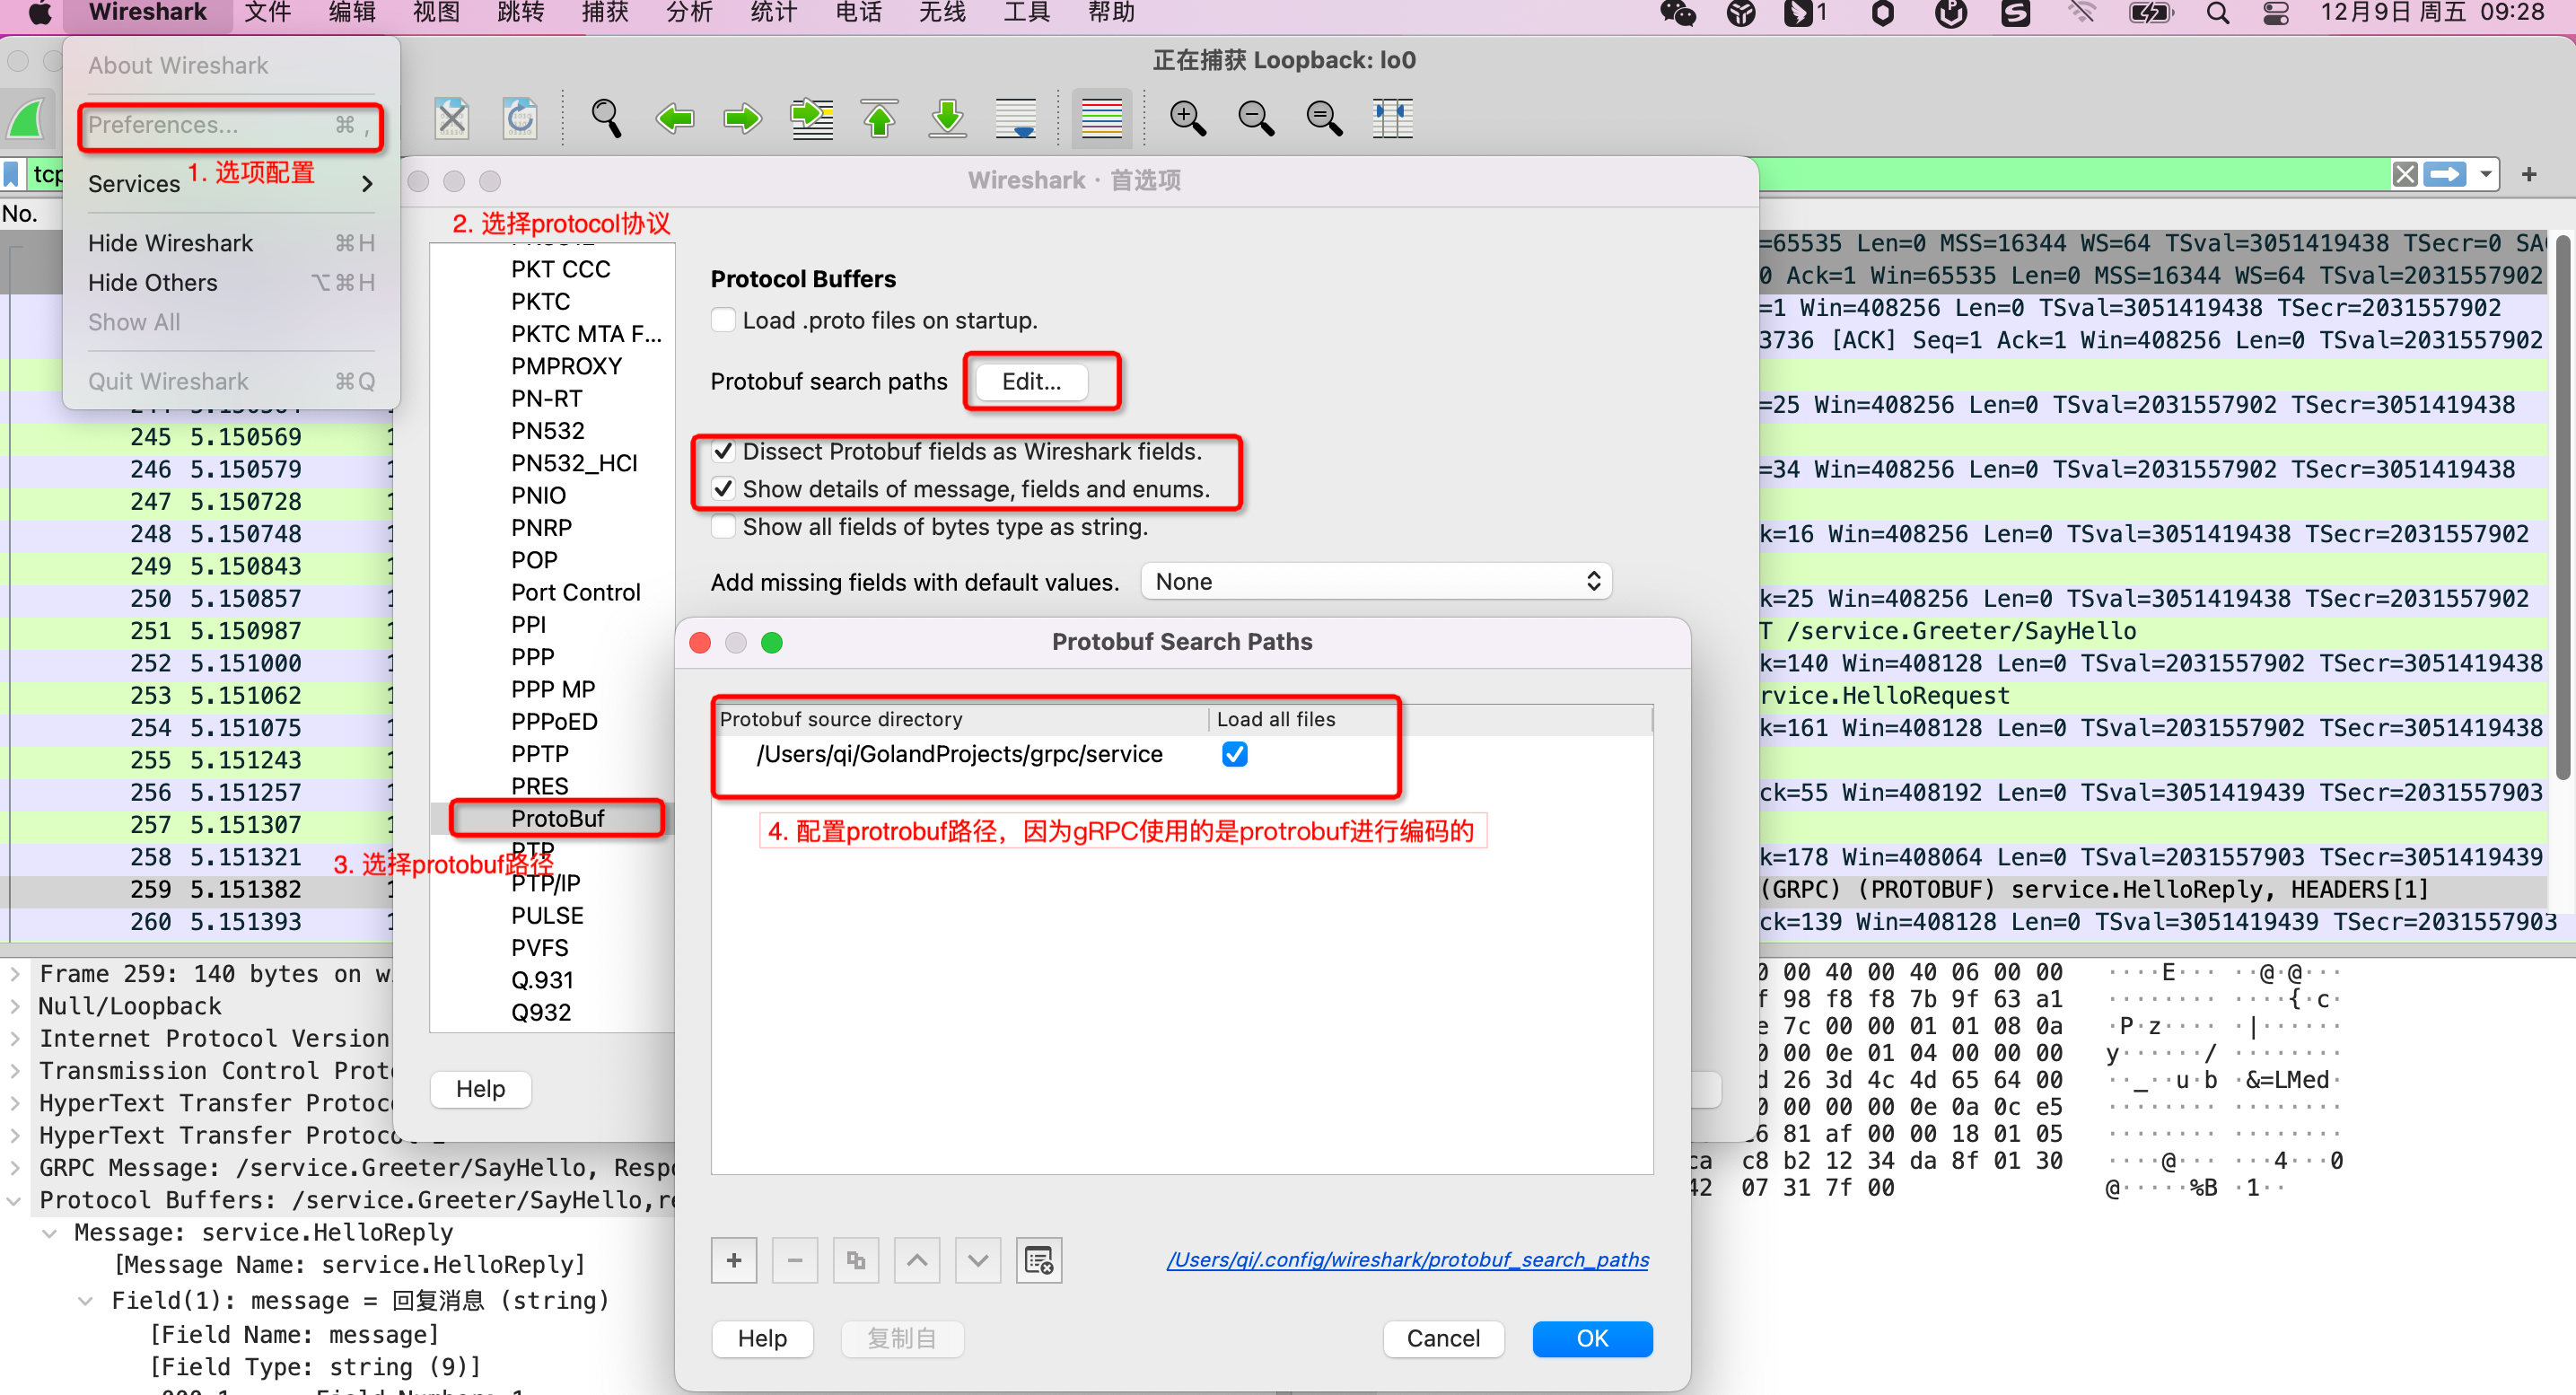 Wireshark 文件 编辑 视图 跳转 捕获 分析 统计 电话 无线 工具 帮助 1 12月9日 周五 09:28
正在捕获 Loopback: lo0
About Wireshark
Preferences... ⌘ ,
1. 选项配置
Services
Hide Wireshark ⌘H
Hide Others ⌥⌘H
Show All
Quit Wireshark ⌘Q
tcp
No.
Wireshark · 首选项
2. 选择protocol协议
PKT CCC
PKTC
PKTC MTA F...
PMPROXY
PN-RT
PN532
PN532_HCI
PNIO
PNRP
POP
Port Control
PPI
PPP
PPP MP
PPPoED
PPTP
PRES
ProtoBuf
PTP
3. 选择protobuf路径
PTP/IP
PULSE
PVFS
Q.931
Q932
Help
Protocol Buffers
Load .proto files on startup.
Protobuf search paths Edit...
Dissect Protobuf fields as Wireshark fields.
Show details of message, fields and enums.
Show all fields of bytes type as string.
Add missing fields with default values. None
Protobuf Search Paths
Protobuf source directory Load all files
/Users/qi/GolandProjects/grpc/service
4. 配置protrobuf路径，因为gRPC使用的是protrobuf进行编码的
/Users/qi/.config/wireshark/protobuf_search_paths
Help 复制自 Cancel OK
245 5.150569
246 5.150579
247 5.150728
248 5.150748
249 5.150843
250 5.150857
251 5.150987
252 5.151000
253 5.151062
254 5.151075
255 5.151243
256 5.151257
257 5.151307
258 5.151321
259 5.151382
260 5.151393
=65535 Len=0 MSS=16344 WS=64 TSval=3051419438 TSecr=0 SA
0 Ack=1 Win=65535 Len=0 MSS=16344 WS=64 TSval=2031557902
=1 Win=408256 Len=0 TSval=3051419438 TSecr=2031557902
3736 [ACK] Seq=1 Ack=1 Win=408256 Len=0 TSval=2031557902
=25 Win=408256 Len=0 TSval=2031557902 TSecr=3051419438
=34 Win=408256 Len=0 TSval=2031557902 TSecr=3051419438
k=16 Win=408256 Len=0 TSval=3051419438 TSecr=2031557902
k=25 Win=408256 Len=0 TSval=3051419438 TSecr=2031557902
T /service.Greeter/SayHello
k=140 Win=408128 Len=0 TSval=2031557902 TSecr=3051419438
rvice.HelloRequest
k=161 Win=408128 Len=0 TSval=2031557902 TSecr=3051419438
ck=55 Win=408192 Len=0 TSval=3051419439 TSecr=2031557903
k=178 Win=408064 Len=0 TSval=2031557903 TSecr=3051419439
(GRPC) (PROTOBUF) service.HelloReply, HEADERS[1]
ck=139 Win=408128 Len=0 TSval=3051419439 TSecr=2031557903
Frame 259: 140 bytes on w
Null/Loopback
Internet Protocol Version
Transmission Control Prot
HyperText Transfer Protoc
HyperText Transfer Protoco
GRPC Message: /service.Greeter/SayHello, Resp
Protocol Buffers: /service.Greeter/SayHello,re
Message: service.HelloReply
[Message Name: service.HelloReply]
Field(1): message = 回复消息 (string)
[Field Name: message]
[Field Type: string (9)]
0 00 40 00 40 06 00 00 ····E··· ··@·@···
f 98 f8 f8 7b 9f 63 a1 ········ ····{·c·
e 7c 00 00 01 01 08 0a ·P·z···· ·|······
0 00 0e 01 04 00 00 00 y······/ ········
d 26 3d 4c 4d 65 64 00 ··_··u·b ·&=LMed·
0 00 00 00 0e 0a 0c e5 ········ ········
6 81 af 00 00 18 01 05 ········ ········
ca c8 b2 12 34 da 8f 01 30 ····@··· ···4···0
42 07 31 7f 00 @·····%B ·1··